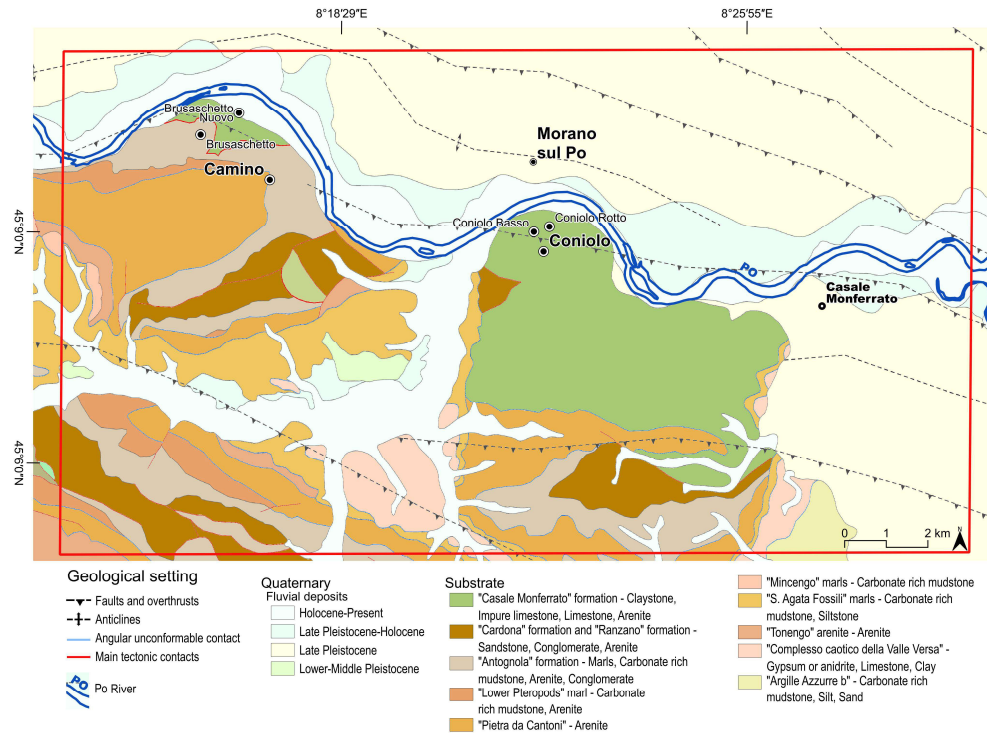 8°18'29"E
8°25'55"E
45°9'0"N
45°6'0"N
Brusaschetto
Nuovo
Brusaschetto
Camino
Morano
sul Po
Coniolo Basso
Coniolo Rotto
Coniolo
PO
Casale
Monferrato
0 1 2 km
N
Geological setting
Faults and overthrusts
Anticlines
Angular unconformable contact
Main tectonic contacts
PO
Po River
Quaternary
Fluvial deposits
Holocene-Present
Late Pleistocene-Holocene
Late Pleistocene
Lower-Middle Pleistocene
Substrate
"Casale Monferrato" formation - Claystone,
Impure limestone, Limestone, Arenite
"Cardona" formation and "Ranzano" formation -
Sandstone, Conglomerate, Arenite
"Antognola" formation - Marls, Carbonate rich
mudstone, Arenite, Conglomerate
"Lower Pteropods" marl - Carbonate
rich mudstone, Arenite
"Pietra da Cantoni" - Arenite
"Mincengo" marls - Carbonate rich mudstone
"S. Agata Fossili" marls - Carbonate rich
mudstone, Siltstone
"Tonengo" arenite - Arenite
"Complesso caotico della Valle Versa" -
Gypsum or anidrite, Limestone, Clay
"Argille Azzurre b" - Carbonate rich
mudstone, Silt, Sand